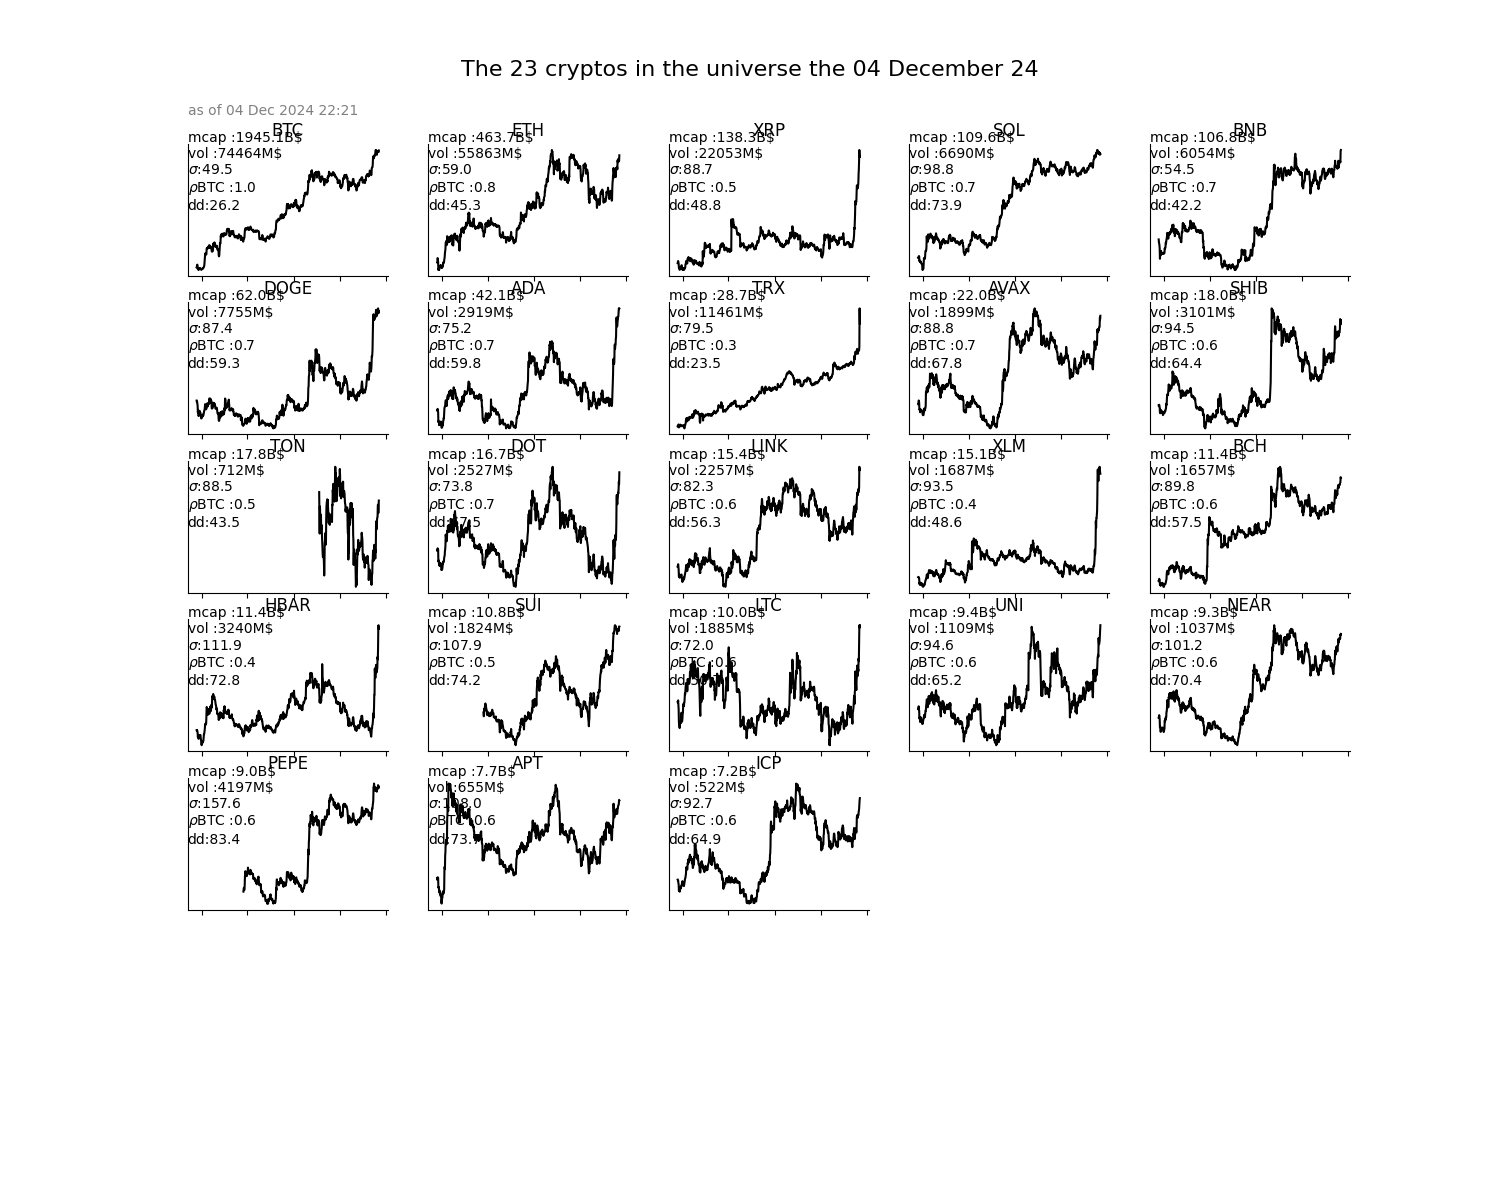 The 23 cryptos in the universe the 04 December 24
as of 04 Dec 2024 22:21
BTC
mcap :1945.1B$
vol :74464M$
σ:49.5
ρBTC :1.0
dd:26.2
ETH
mcap :463.7B$
vol :55863M$
σ:59.0
ρBTC :0.8
dd:45.3
XRP
mcap :138.3B$
vol :22053M$
σ:88.7
ρBTC :0.5
dd:48.8
SOL
mcap :109.6B$
vol :6690M$
σ:98.8
ρBTC :0.7
dd:73.9
BNB
mcap :106.8B$
vol :6054M$
σ:54.5
ρBTC :0.7
dd:42.2
DOGE
mcap :62.0B$
vol :7755M$
σ:87.4
ρBTC :0.7
dd:59.3
ADA
mcap :42.1B$
vol :2919M$
σ:75.2
ρBTC :0.7
dd:59.8
TRX
mcap :28.7B$
vol :11461M$
σ:79.5
ρBTC :0.3
dd:23.5
AVAX
mcap :22.0B$
vol :1899M$
σ:88.8
ρBTC :0.7
dd:67.8
SHIB
mcap :18.0B$
vol :3101M$
σ:94.5
ρBTC :0.6
dd:64.4
TON
mcap :17.8B$
vol :712M$
σ:88.5
ρBTC :0.5
dd:43.5
DOT
mcap :16.7B$
vol :2527M$
σ:73.8
ρBTC :0.7
LINK
mcap :15.4B$
vol :2257M$
σ:82.3
ρBTC :0.6
dd:56.3
XLM
mcap :15.1B$
vol :1687M$
σ:93.5
ρBTC :0.4
dd:48.6
BCH
mcap :11.4B$
vol :1657M$
σ:89.8
ρBTC :0.6
dd:57.5
HBAR
mcap :11.4B$
vol :3240M$
σ:111.9
ρBTC :0.4
dd:72.8
SUI
mcap :10.8B$
vol :1824M$
σ:107.9
ρBTC :0.5
dd:74.2
LTC
mcap :10.0B$
vol :1885M$
σ:72.0
ρBTC :0.6
UNI
mcap :9.4B$
vol :1109M$
σ:94.6
ρBTC :0.6
dd:65.2
NEAR
mcap :9.3B$
vol :1037M$
σ:101.2
ρBTC :0.6
dd:70.4
PEPE
mcap :9.0B$
vol :4197M$
σ:157.6
ρBTC :0.6
dd:83.4
APT
mcap :7.7B$
vol :655M$
σ:108.0
ρBTC :0.6
ICP
mcap :7.2B$
vol :522M$
σ:92.7
ρBTC :0.6
dd:64.9